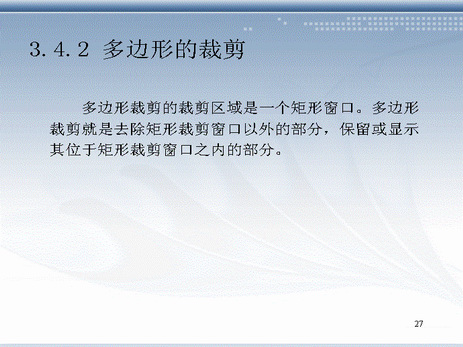 3.4.2 多边形的裁剪
多边形裁剪的裁剪区域是一个矩形窗口。多边形
裁剪就是去除矩形裁剪窗口以外的部分，保留或显示
其位于矩形裁剪窗口之内的部分。
27